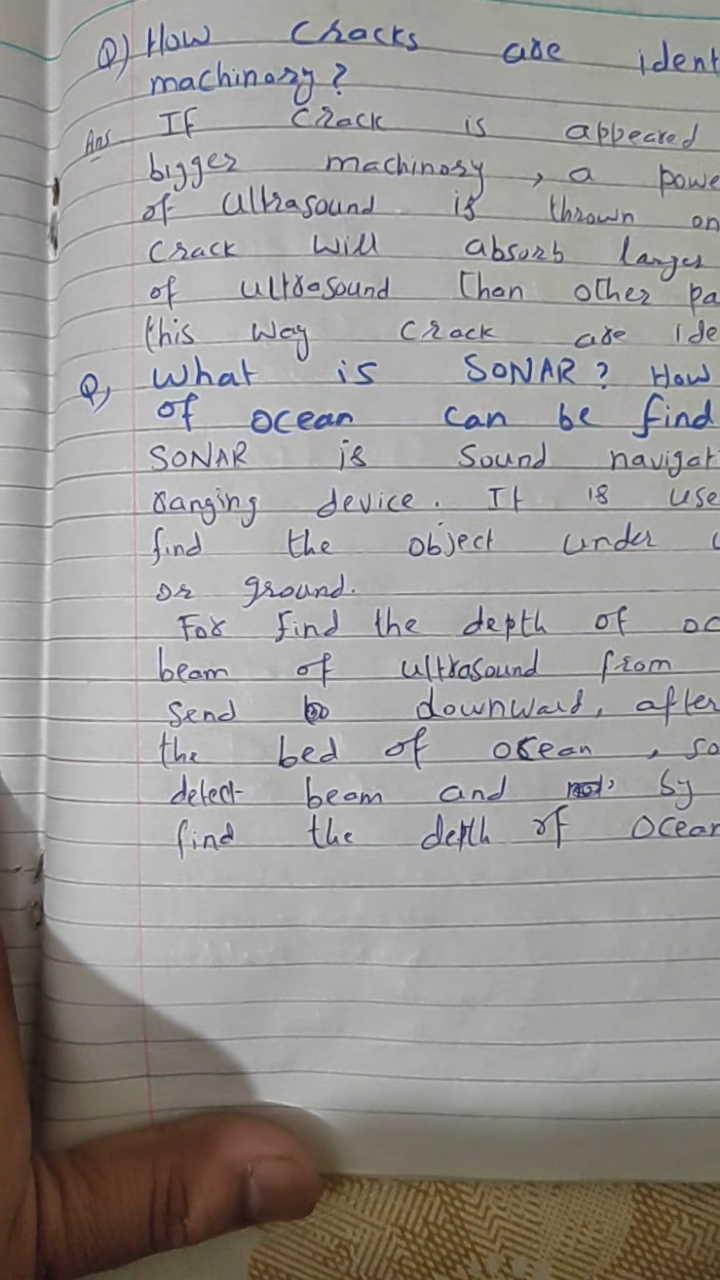 Q) How cracks are ident
machinory?
Ans If crack is appeared
bigger machinory, a powe
of ultrasound is thrown on
crack will absorb larger
of ultrasound than other pa
this way crack are ide
Q, What is SONAR? How
of ocean can be find
SONAR is sound navigat
ranging device. It is use
find the object under
or ground.
For find the depth of oc
beam of ultrasound from
send downward, after
the bed of ocean, so
detect beam and by
find the depth of ocean